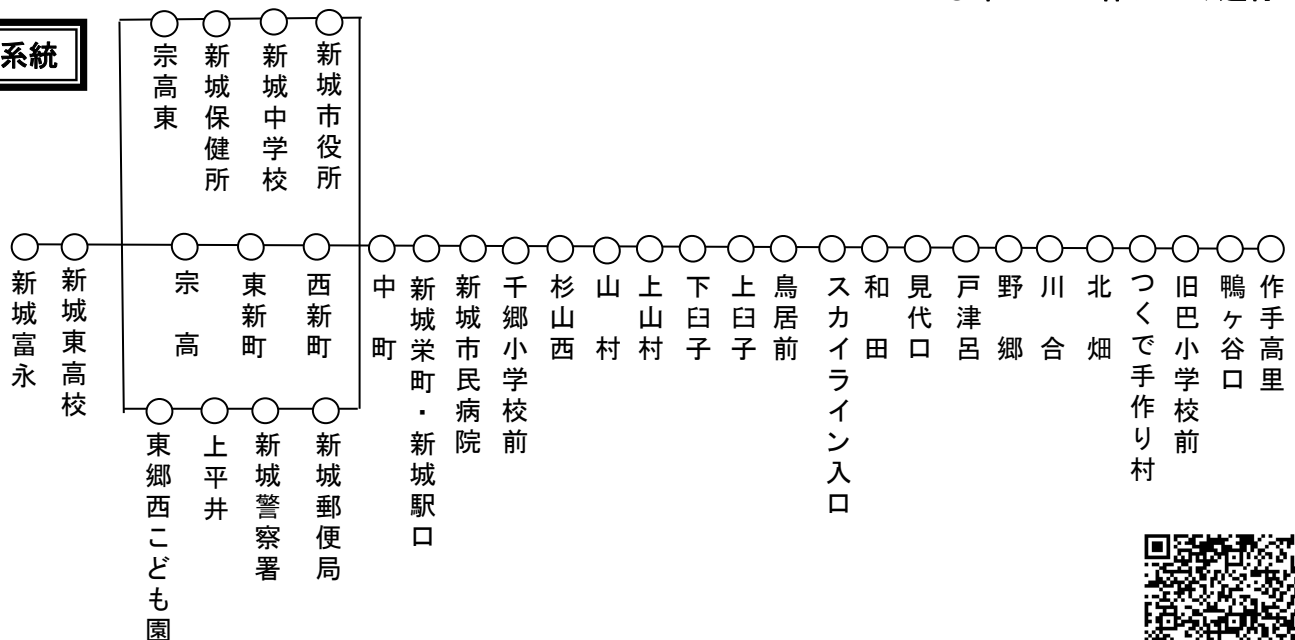 系統
宗高東
新城保健所
新城中学校
新城市役所
新城富永
新城東高校
宗高
東新町
西新町
中町
新城栄町・新城駅口
新城市民病院
千郷小学校前
杉山西
山村
上山村
下臼子
上臼子
鳥居前
スカイライン入口
和田
見代口
戸津呂
野郷
川合
北畑
つくで手作り村
旧巴小学校前
鴨ヶ谷口
作手高里
東郷西こども園
上平井
新城警察署
新城郵便局